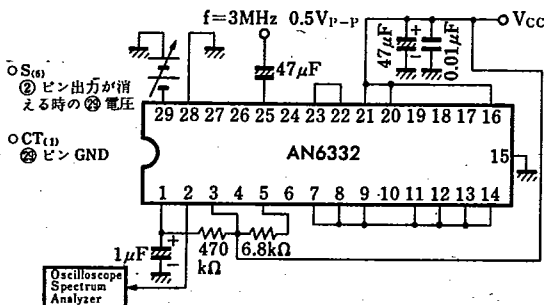 f=3MHz 0.5VP-P
VCC
47μF
47μF
0.01μF
+
−
○S(6)
②ピン出力が消
える時の㉙電圧
○CT(1)
㉙ピン GND
29 28 27 26 25 24 23 22 21 20 19 18 17 16
AN6332
15
1 2 3 4 5 6 7 8 9 10 11 12 13 14
1μF
+
−
470
kΩ
6.8kΩ
Oscilloscope
Spectrum
Analyzer